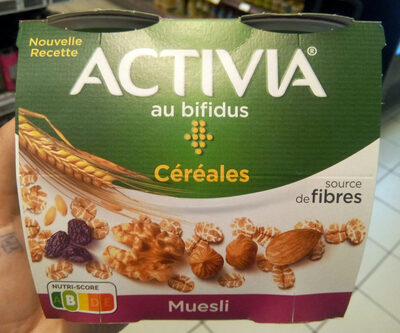 Nouvelle
Recette
ACTIVIA®
au bifidus
Céréales
source
de fibres
NUTRI-SCORE
A B C D E
Muesli